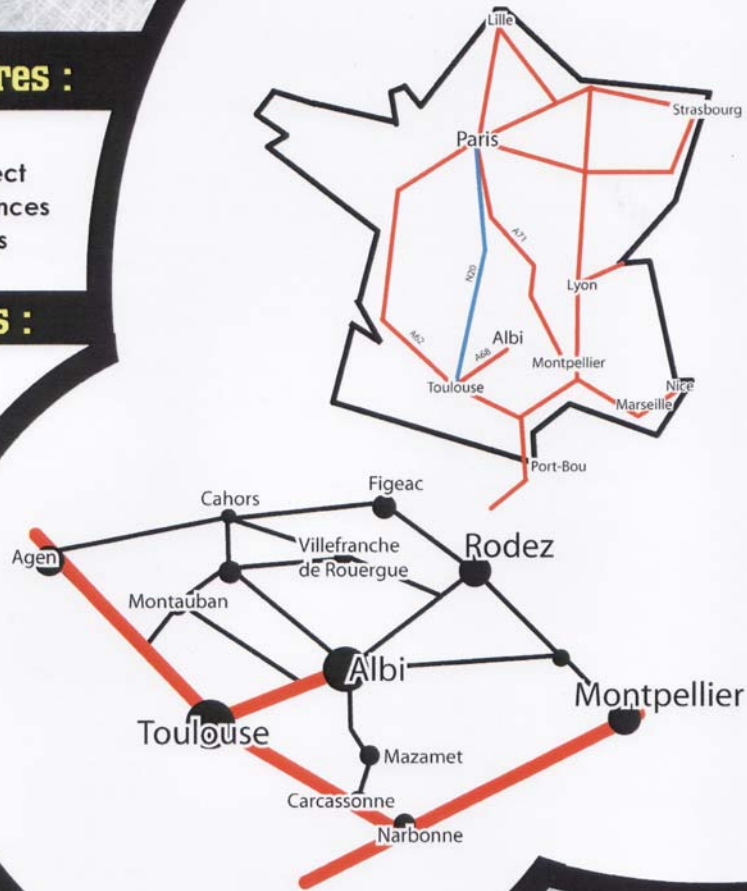 res :
ect
nces
s
s :
Lille
Strasbourg
Paris
A71
N20
Lyon
Albi
A62
A68
Montpellier
Toulouse
Nice
Marseille
Port-Bou
Figeac
Cahors
Rodez
Villefranche
de Rouergue
Agen
Montauban
Albi
Montpellier
Toulouse
Mazamet
Carcassonne
Narbonne